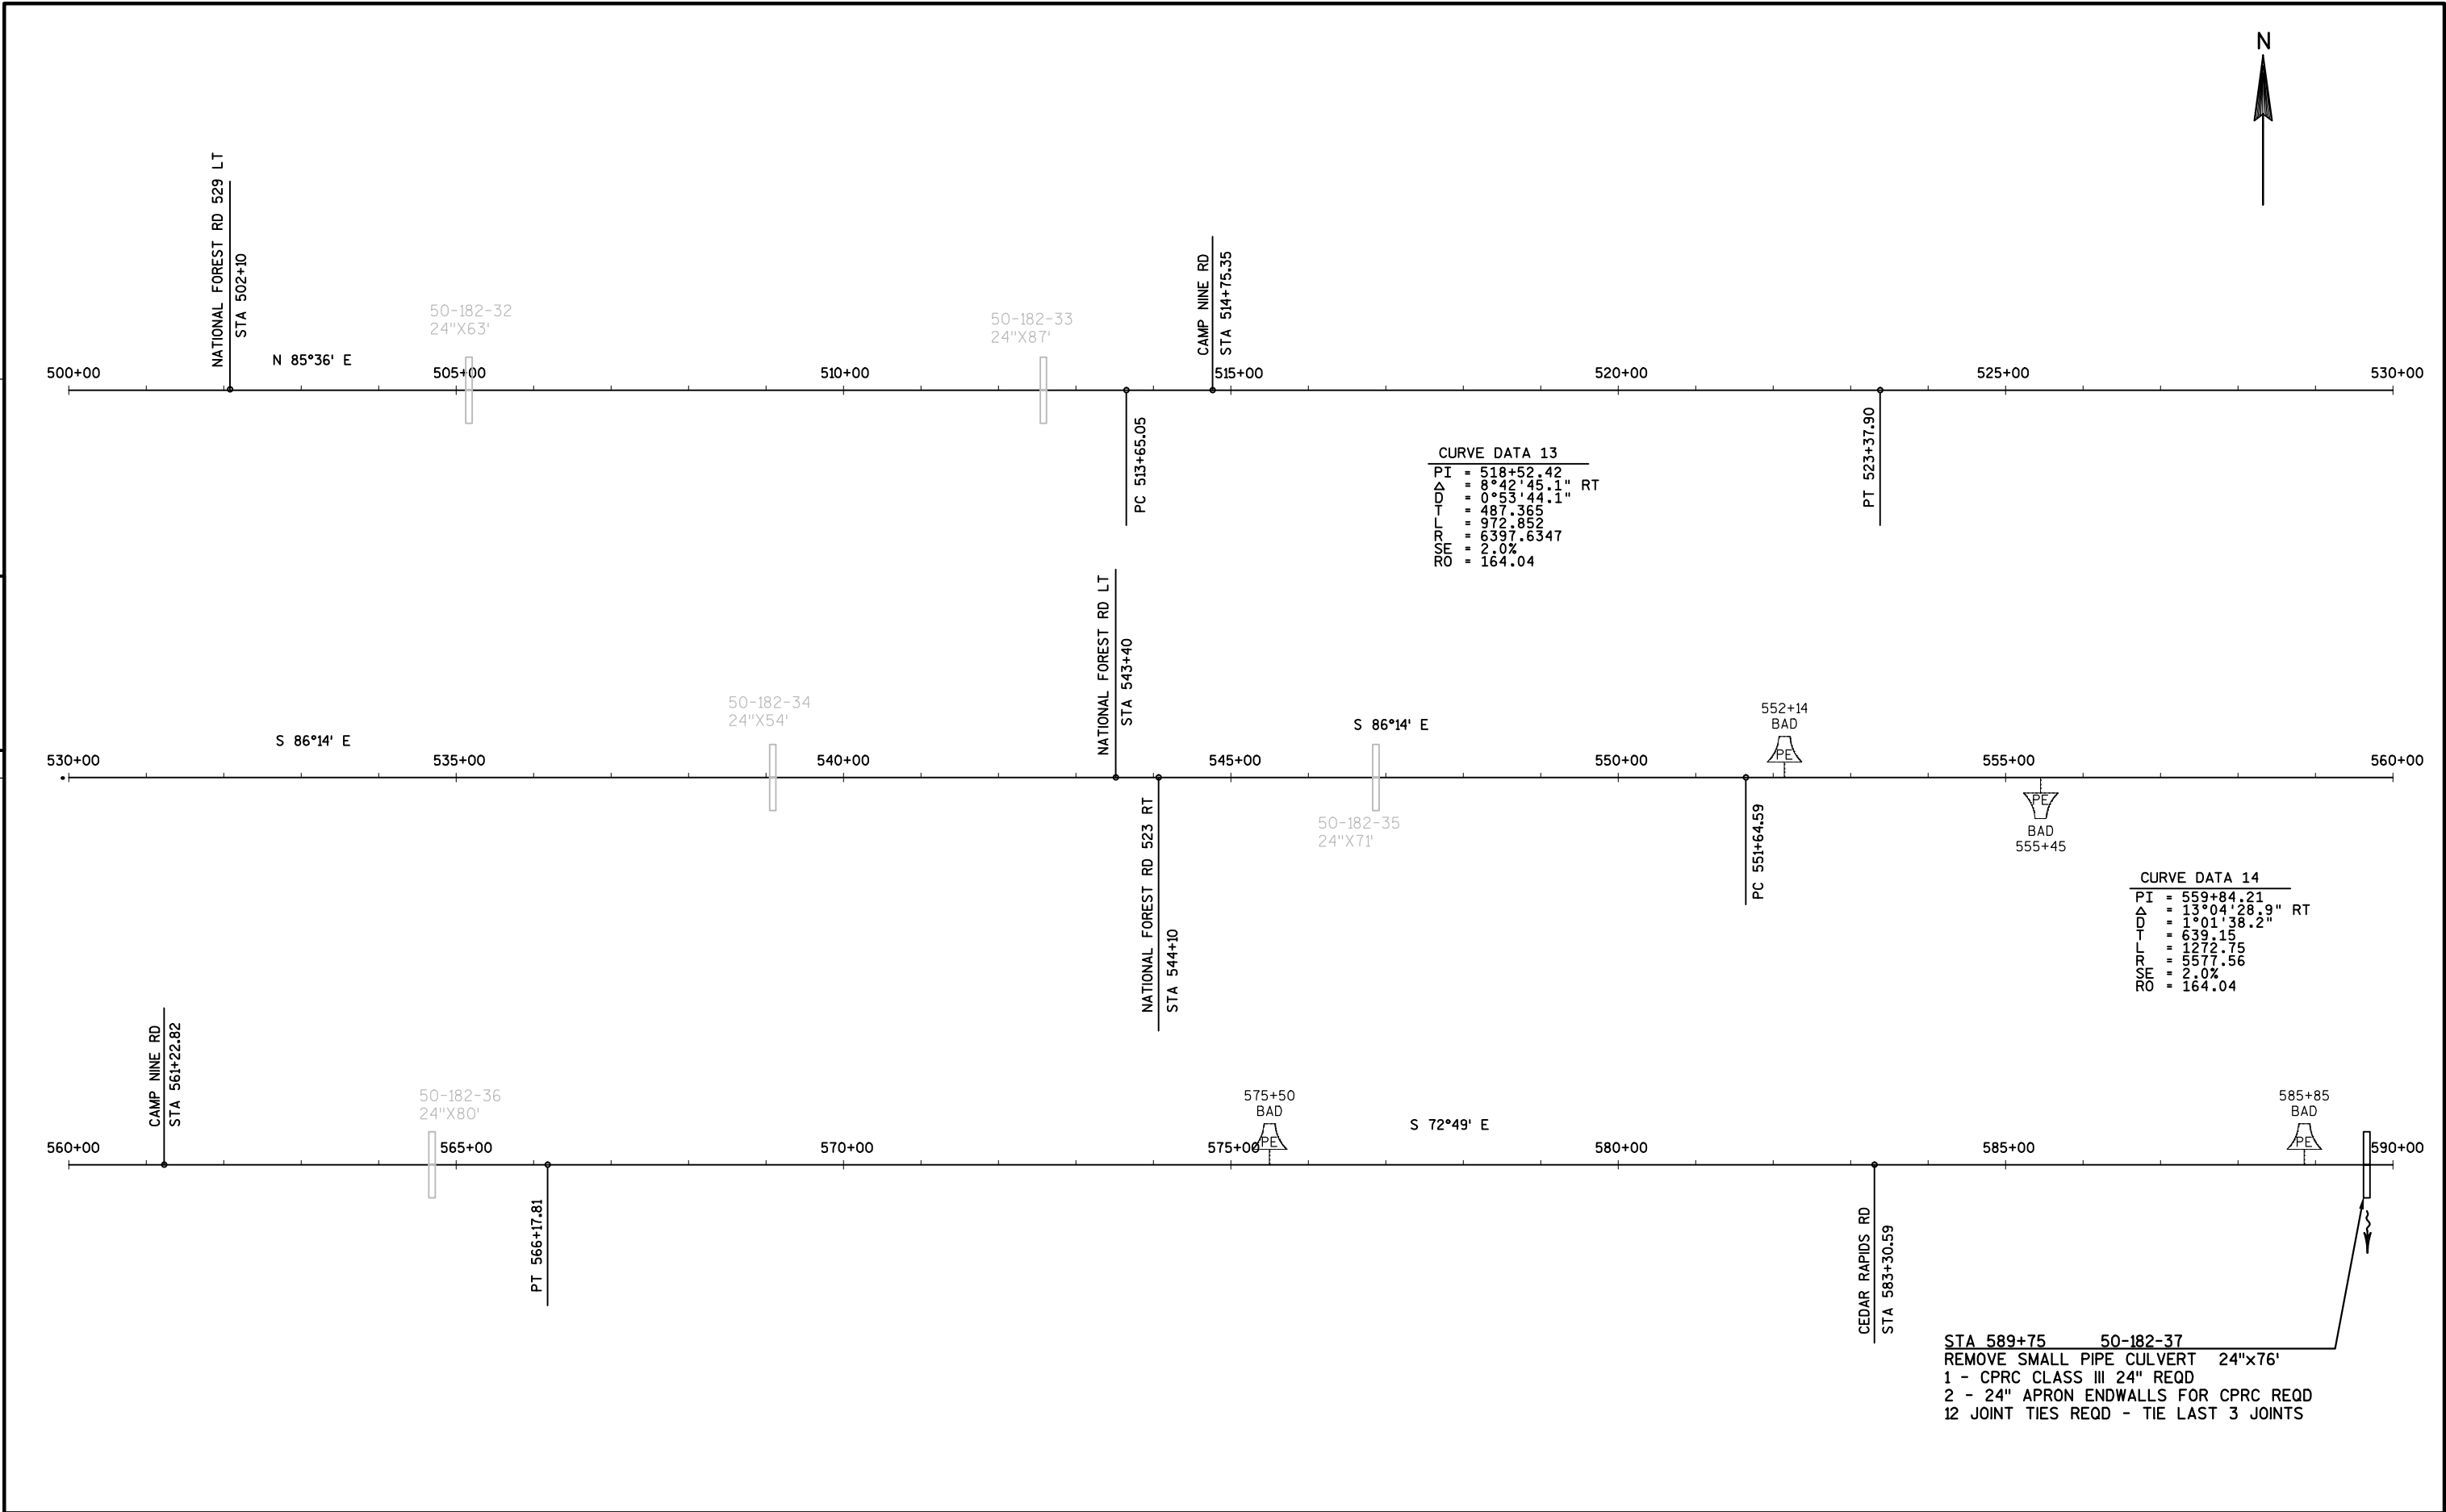 N
NATIONAL FOREST RD 529 LT
STA 502+10
50-182-32
24"X63'
50-182-33
24"X87'
CAMP NINE RD
STA 514+75.35
N 85°36' E
500+00
505+00
510+00
515+00
520+00
525+00
530+00
PC 513+65.05
PT 523+37.90
CURVE DATA 13
PI = 518+52.42
△ = 8°42'45.1" RT
D = 0°53'44.1"
T = 487.365
L = 972.852
R = 6397.6347
SE = 2.0%
RO = 164.04
NATIONAL FOREST RD LT
STA 543+40
50-182-34
24"X54'
S 86°14' E
S 86°14' E
552+14
BAD
PE
530+00
535+00
540+00
545+00
550+00
555+00
560+00
NATIONAL FOREST RD 523 RT
STA 544+10
50-182-35
24"X71'
PC 551+64.59
PE
BAD
555+45
CURVE DATA 14
PI = 559+84.21
△ = 13°04'28.9" RT
D = 1°01'38.2"
T = 639.15
L = 1272.75
R = 5577.56
SE = 2.0%
RO = 164.04
CAMP NINE RD
STA 561+22.82
50-182-36
24"X80'
575+50
BAD
PE
S 72°49' E
585+85
BAD
PE
560+00
565+00
570+00
575+00
580+00
585+00
590+00
PT 566+17.81
CEDAR RAPIDS RD
STA 583+30.59
STA 589+75 50-182-37
REMOVE SMALL PIPE CULVERT 24"x76'
1 - CPRC CLASS III 24" REQD
2 - 24" APRON ENDWALLS FOR CPRC REQD
12 JOINT TIES REQD - TIE LAST 3 JOINTS